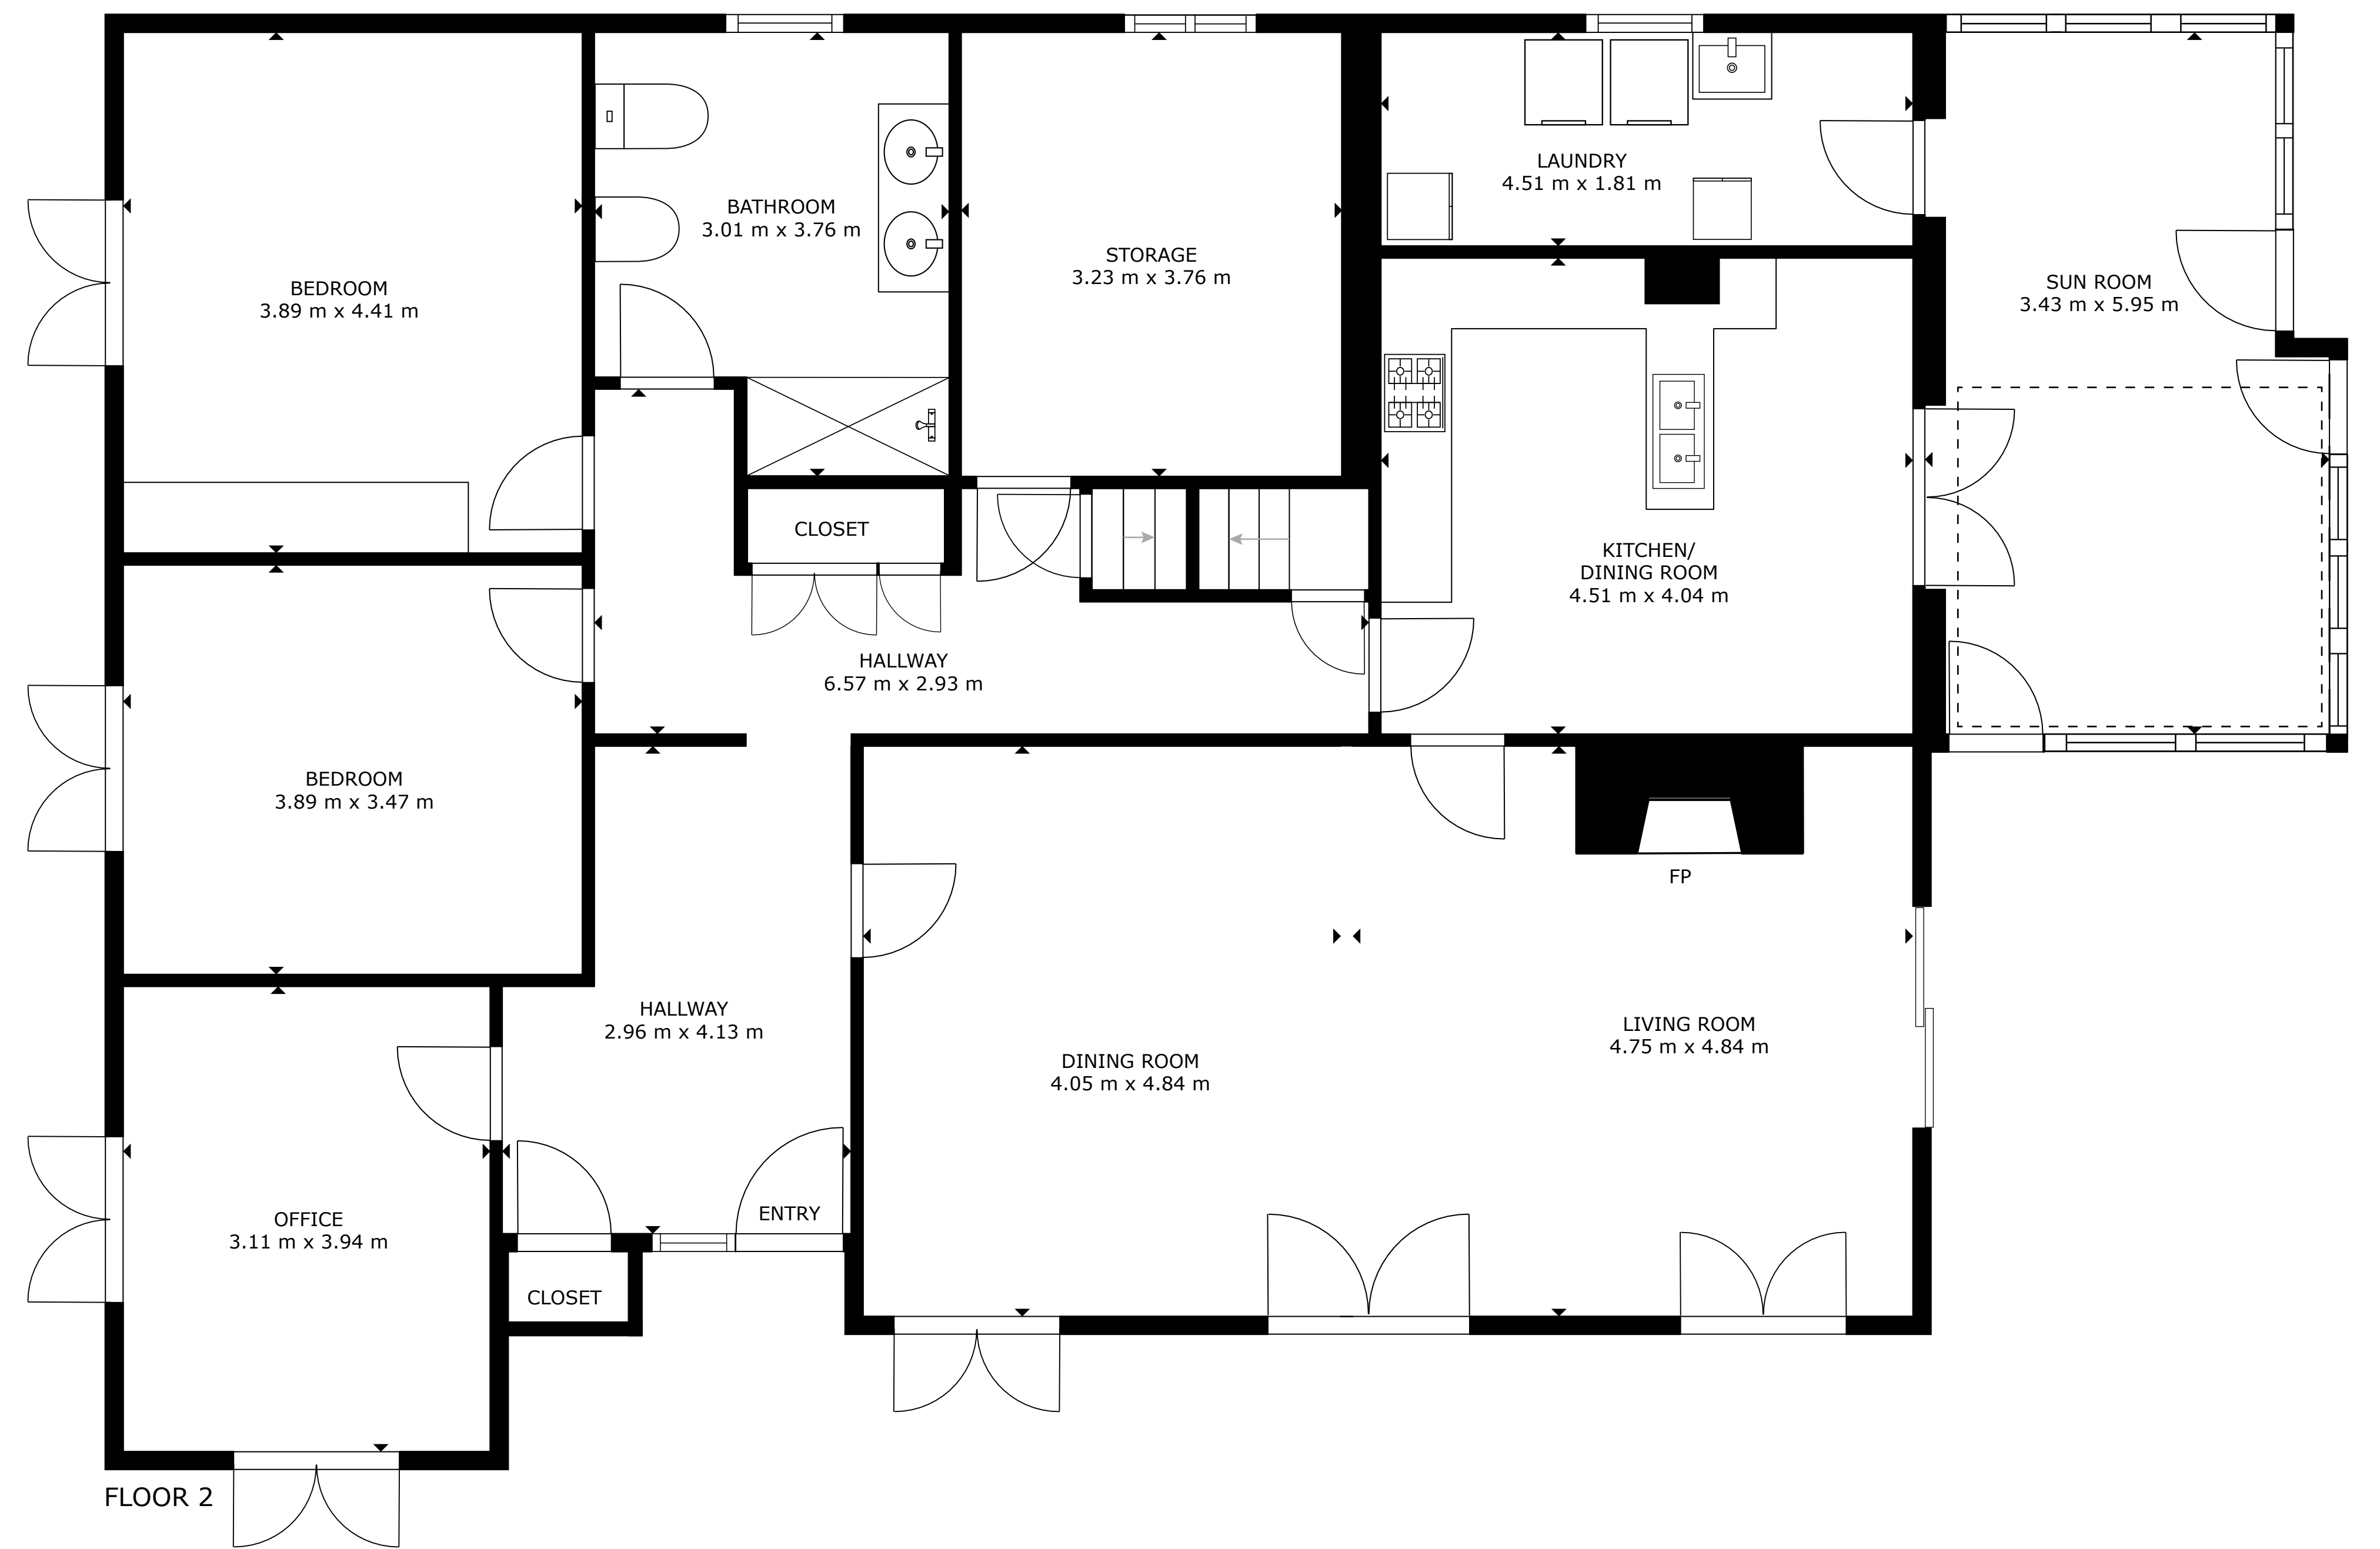 BEDROOM
3.89 m x 4.41 m
BATHROOM
3.01 m x 3.76 m
STORAGE
3.23 m x 3.76 m
LAUNDRY
4.51 m x 1.81 m
SUN ROOM
3.43 m x 5.95 m
CLOSET
KITCHEN/
DINING ROOM
4.51 m x 4.04 m
HALLWAY
6.57 m x 2.93 m
BEDROOM
3.89 m x 3.47 m
FP
HALLWAY
2.96 m x 4.13 m
DINING ROOM
4.05 m x 4.84 m
LIVING ROOM
4.75 m x 4.84 m
OFFICE
3.11 m x 3.94 m
ENTRY
CLOSET
FLOOR 2